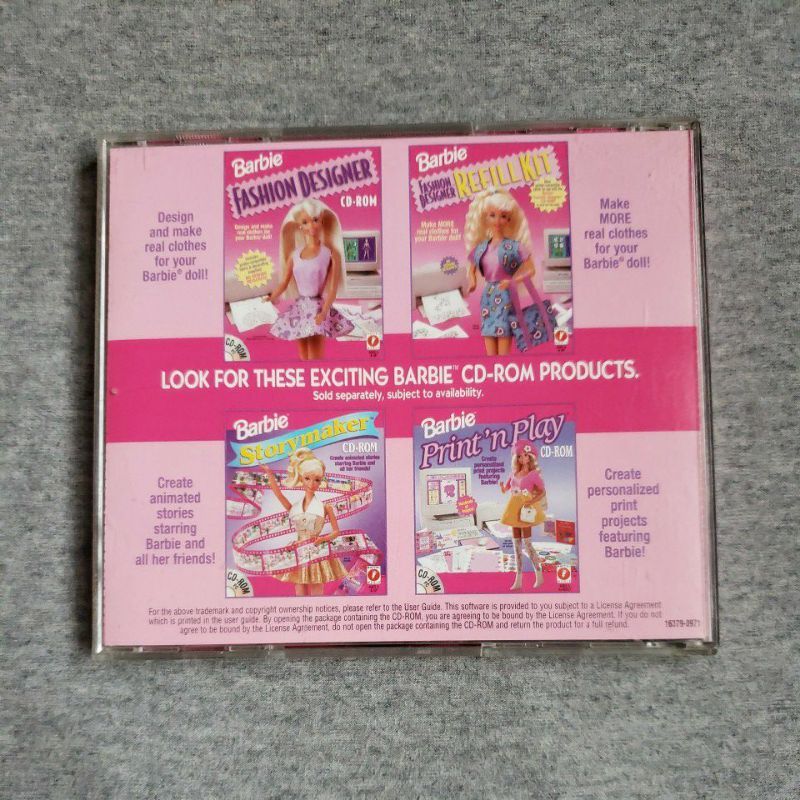 Design
and make
real clothes
for your
Barbie® doll!
Barbie
FASHION DESIGNER
CD-ROM
Design and make
real clothes for
your Barbie doll!
CD-ROM
Barbie
FASHION
DESIGNER
REFILL KIT
Make MORE
real clothes for
your Barbie doll!
Make
MORE
real clothes
for your
Barbie® doll!
LOOK FOR THESE EXCITING BARBIE™ CD-ROM PRODUCTS.
Sold separately, subject to availability.
Create
animated
stories
starring
Barbie and
all her friends!
Barbie
Storymaker™
CD-ROM
Create animated stories
starring Barbie and
all her friends!
CD-ROM
Barbie
Print 'n Play
CD-ROM
Create
personalized
print projects
featuring
Barbie!
CD-ROM
Create
personalized
print
projects
featuring
Barbie!
For the above trademark and copyright ownership notices, please refer to the User Guide. This software is provided to you subject to a License Agreement
which is printed in the user guide. By opening the package containing the CD-ROM, you are agreeing to be bound by the License Agreement. If you do not
agree to be bound by the License Agreement, do not open the package containing the CD-ROM and return the product for a full refund.
16379-0971